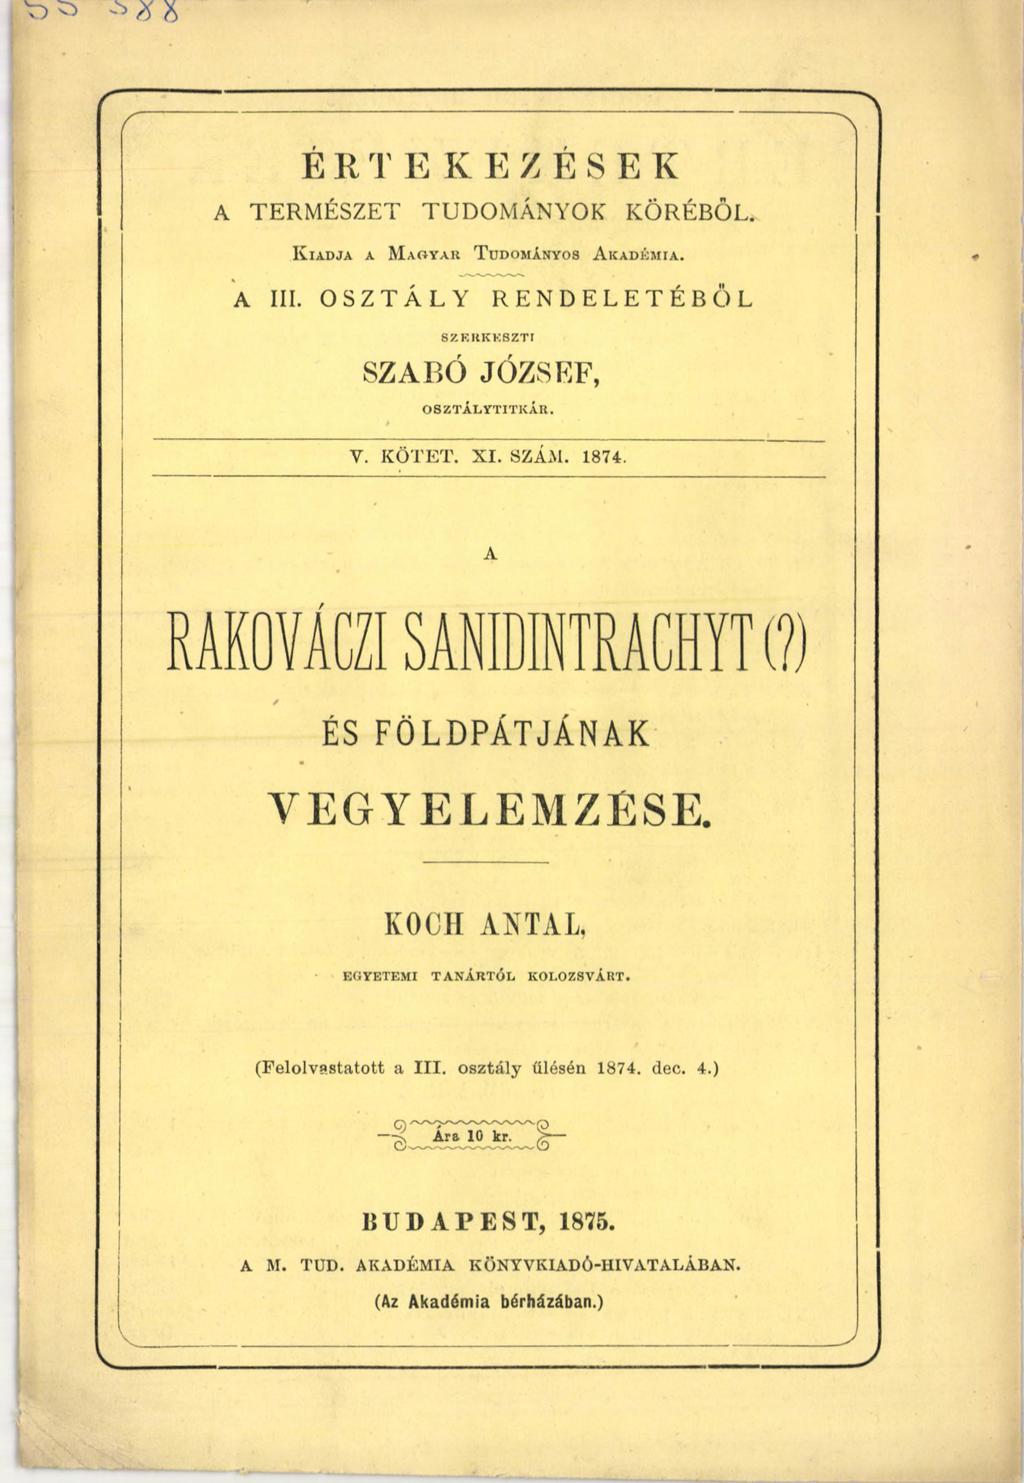 ÉRTEKEZÉSEK
A TERMÉSZET TUDOMÁNYOK KÖRÉBŐL.
KIADJA A MAGYAR TUDOMÁNYOS AKADÉMIA.
A III. OSZTÁLY RENDELETÉBŐL
SZERKESZTI
SZABÓ JÓZSEF,
OSZTÁLYTITKÁR.
V. KÖTET. XI. SZÁM. 1874.
A
RAKOVÁCZI SANIDINTRACHYT (?)
ÉS FÖLDPÁTJÁNAK
VEGYELEMZÉSE.
KOCH ANTAL,
EGYETEMI TANÁRTÓL KOLOZSVÁRT.
(Felolvastatott a III. osztály ülésén 1874. dec. 4.)
Ára 10 kr.
BUDAPEST, 1875.
A M. TUD. AKADÉMIA KÖNYVKIADÓ-HIVATALÁBAN.
(Az Akadémia bérházában.)